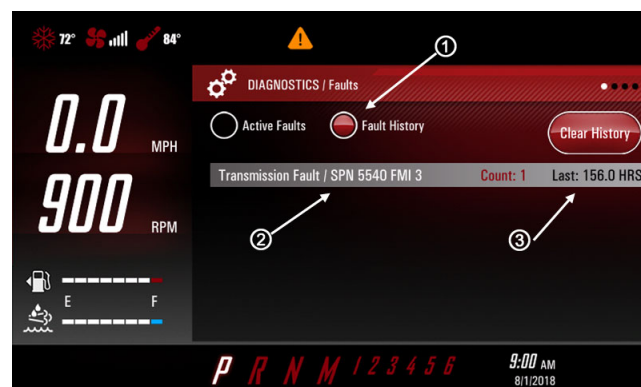 72° 84°
①
DIAGNOSTICS / Faults
0.0 MPH
Active Faults Fault History Clear History
Transmission Fault / SPN 5540 FMI 3 Count: 1 Last: 156.0 HRS
900 RPM
② ③
E F
P R N M 1 2 3 4 5 6
9:00 AM
8/1/2018